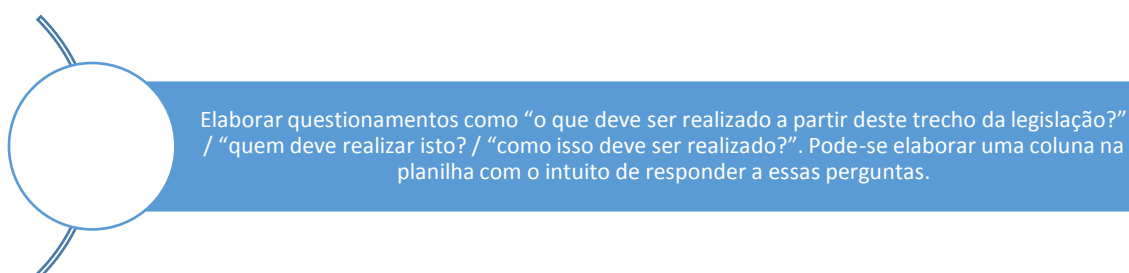 Elaborar questionamentos como “o que deve ser realizado a partir deste trecho da legislação?”
/ “quem deve realizar isto? / “como isso deve ser realizado?”. Pode-se elaborar uma coluna na
planilha com o intuito de responder a essas perguntas.